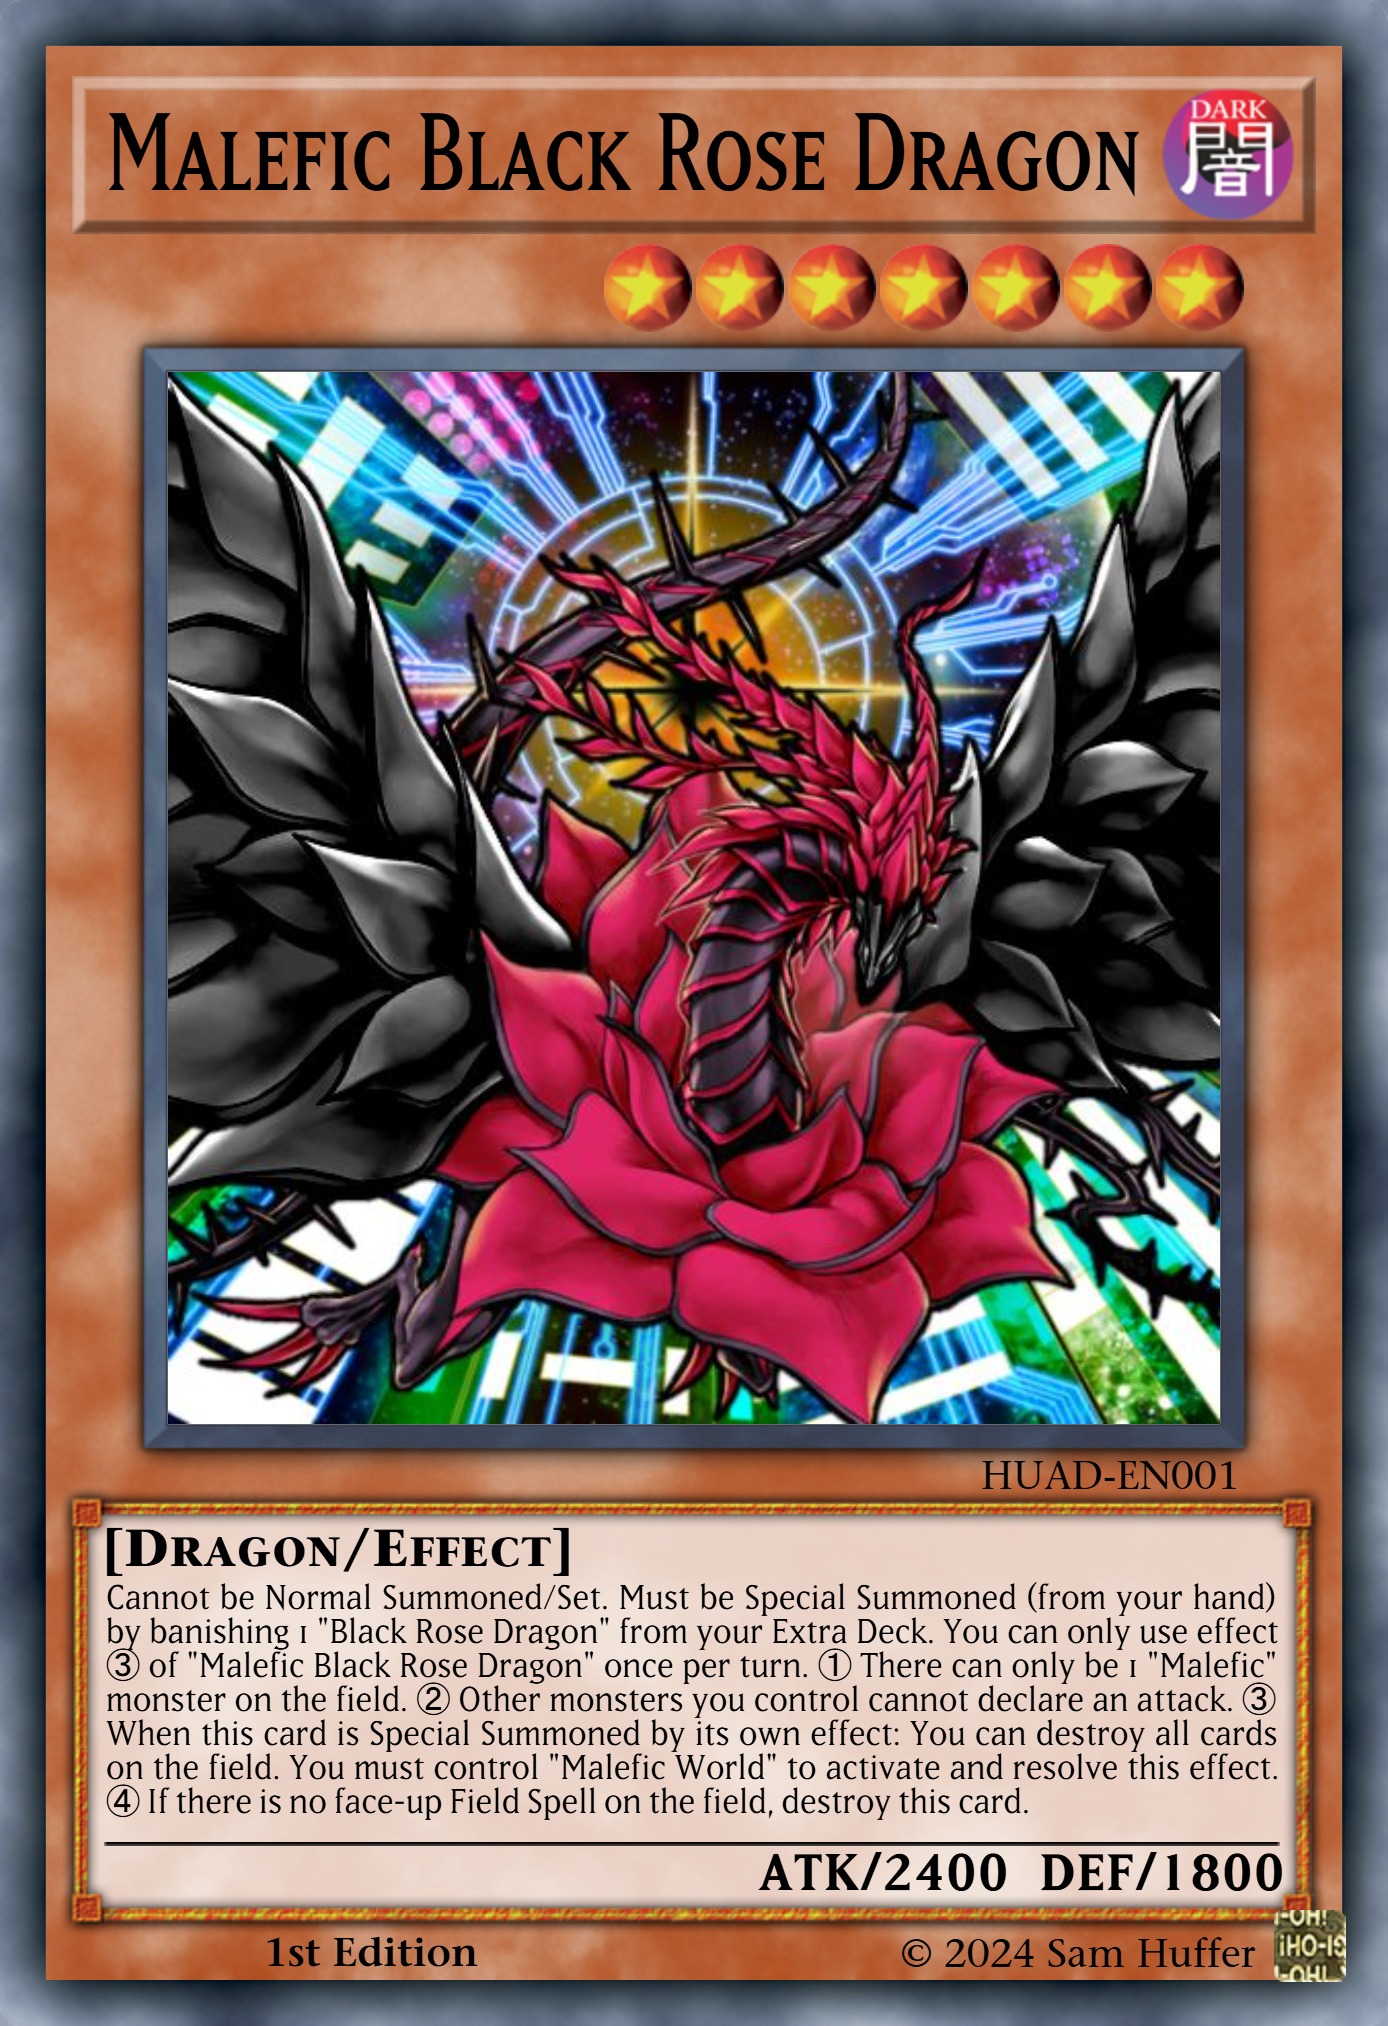 Malefic Black Rose Dragon
DARK
闇
HUAD-EN001
[Dragon/Effect]
Cannot be Normal Summoned/Set. Must be Special Summoned (from your hand)
by banishing 1 "Black Rose Dragon" from your Extra Deck. You can only use effect
③ of "Malefic Black Rose Dragon" once per turn. ① There can only be 1 "Malefic"
monster on the field. ② Other monsters you control cannot declare an attack. ③
When this card is Special Summoned by its own effect: You can destroy all cards
on the field. You must control "Malefic World" to activate and resolve this effect.
④ If there is no face-up Field Spell on the field, destroy this card.
ATK/2400 DEF/1800
1st Edition
© 2024 Sam Huffer